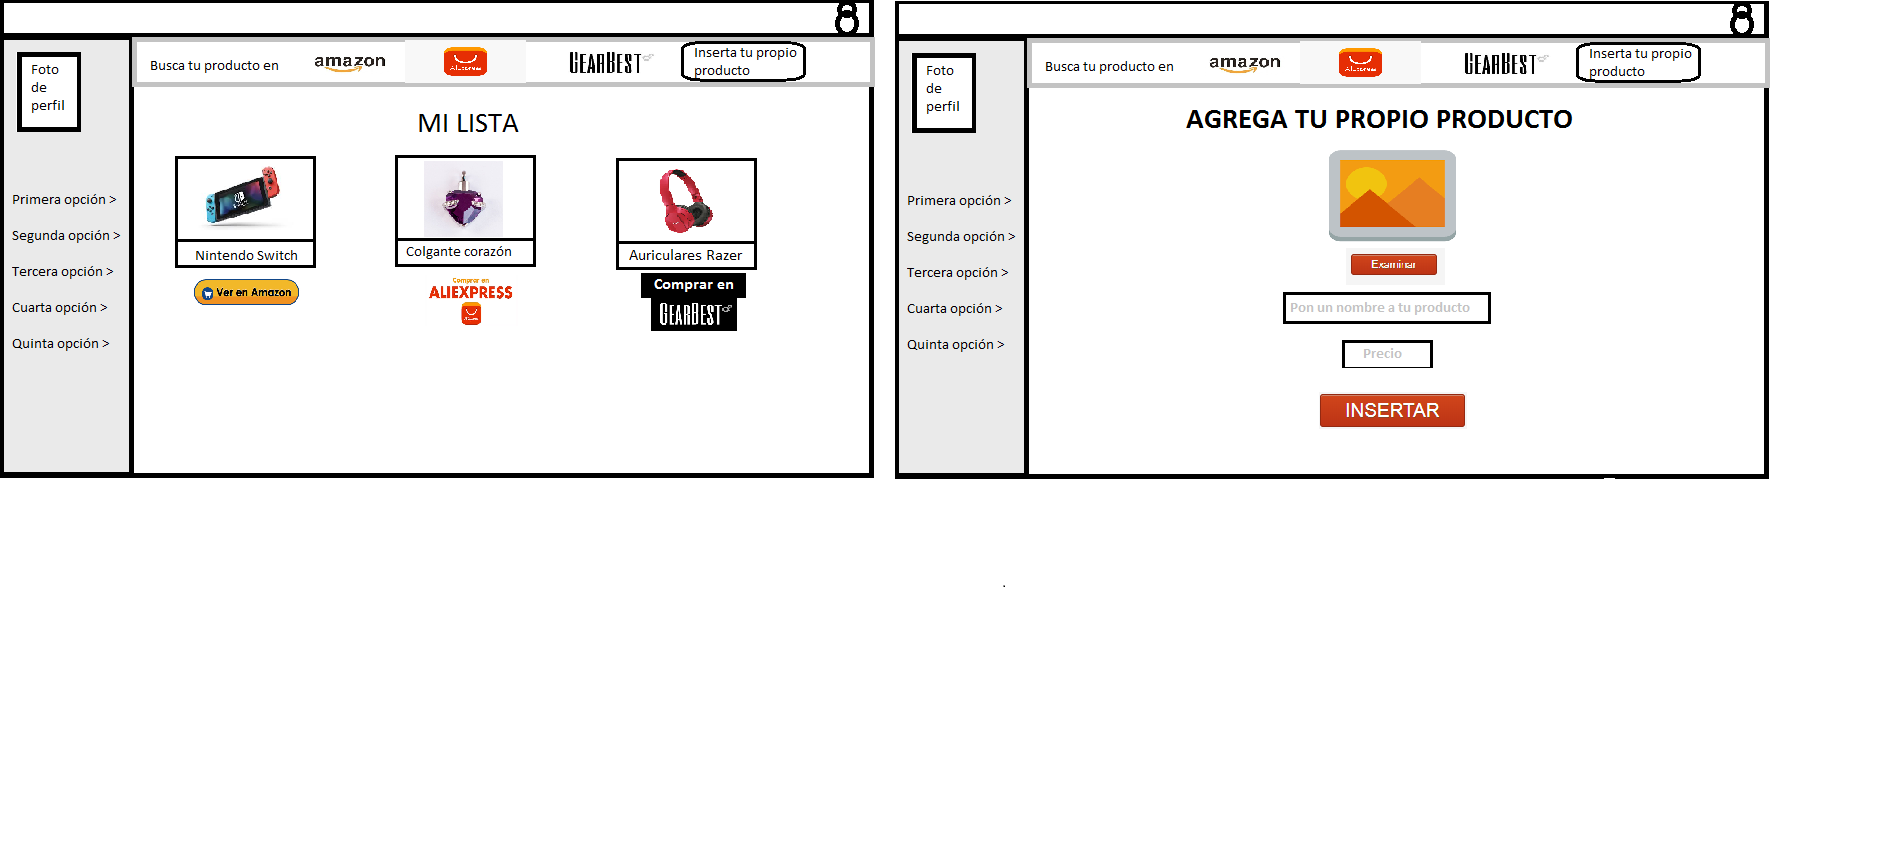 Foto
de
perfil
Primera opción >
Segunda opción >
Tercera opción >
Cuarta opción >
Quinta opción >
Busca tu producto en
amazon
AliExpress
GEARBEST
Inserta tu propio
producto
MI LISTA
Nintendo Switch
Ver en Amazon
Colgante corazón
Comprar en
ALIEXPRESS
Auriculares Razer
Comprar en
GEARBEST
Foto
de
perfil
Primera opción >
Segunda opción >
Tercera opción >
Cuarta opción >
Quinta opción >
Busca tu producto en
amazon
AliExpress
GEARBEST
Inserta tu propio
producto
AGREGA TU PROPIO PRODUCTO
Examinar
Pon un nombre a tu producto
Precio
INSERTAR